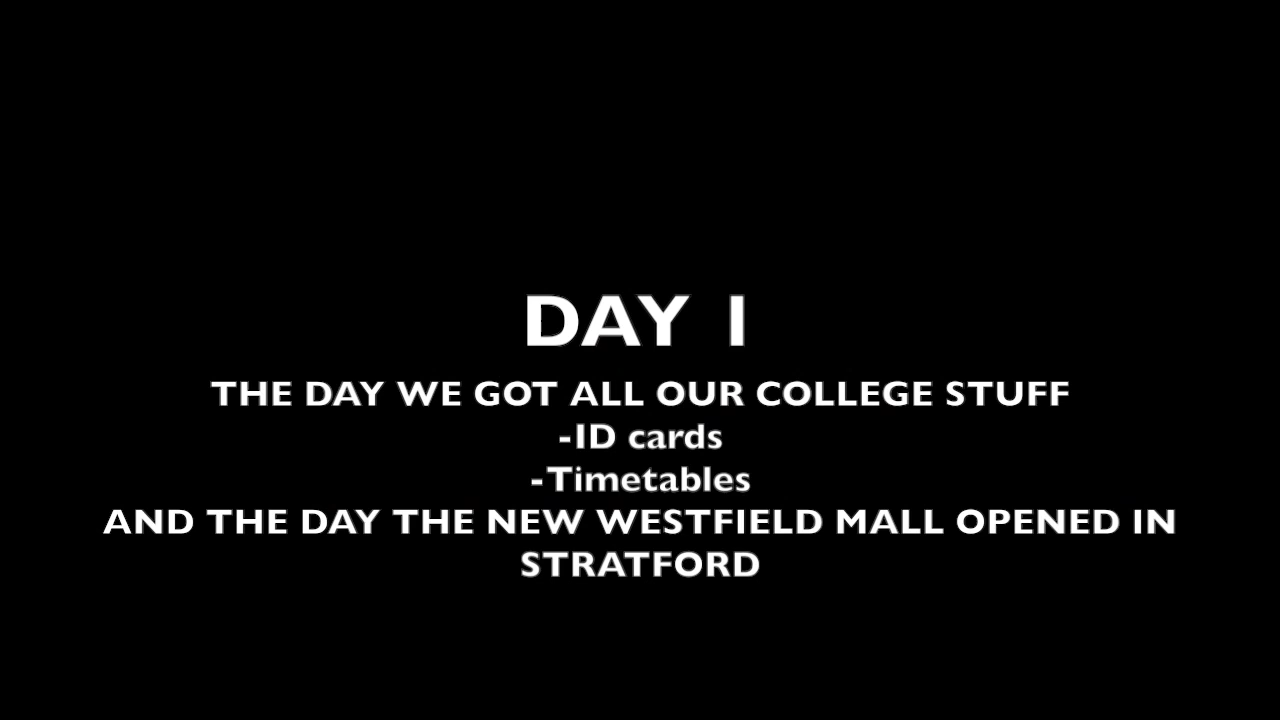 DAY 1
THE DAY WE GOT ALL OUR COLLEGE STUFF
-ID cards
-Timetables
AND THE DAY THE NEW WESTFIELD MALL OPENED IN
STRATFORD